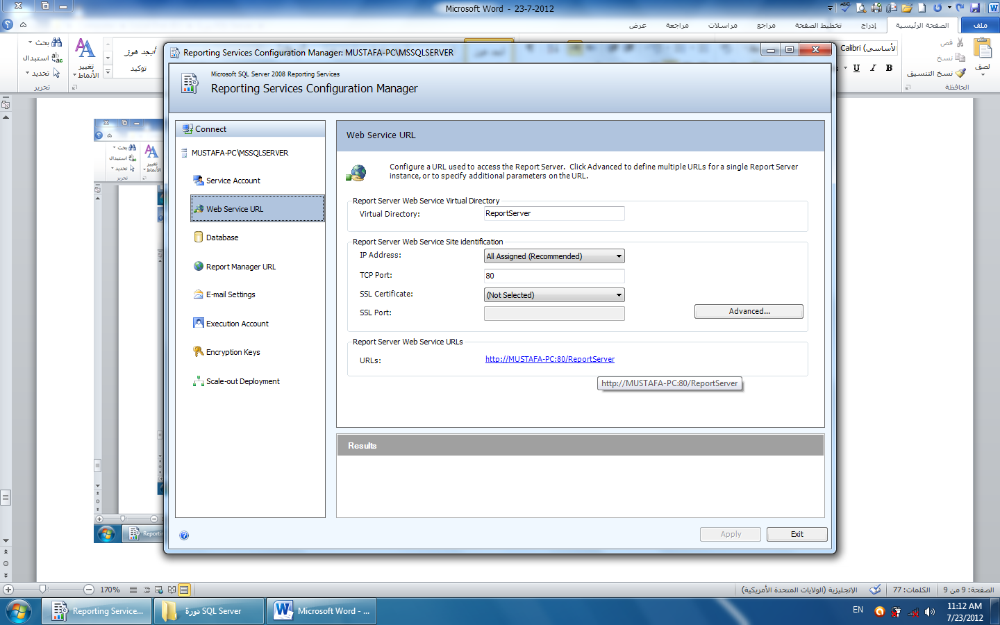 Microsoft Word - 23-7-2012
ملف
الصفحة الرئيسية
إدراج
تخطيط الصفحة
مراسلات
مراجع
مراجعة
عرض
بحث
استبدال
تحديد
تحرير
تغيير
الأنماط
أبجد هوز
توكيد
Calibri (الأساسي)
U I B
قص
نسخ
نسخ التنسيق
لصق
الحافظة
Reporting Services Configuration Manager: MUSTAFA-PC\MSSQLSERVER
Microsoft SQL Server 2008 Reporting Services
Reporting Services Configuration Manager
Connect
MUSTAFA-PC\MSSQLSERVER
Service Account
Web Service URL
Database
Report Manager URL
E-mail Settings
Execution Account
Encryption Keys
Scale-out Deployment
Web Service URL
Configure a URL used to access the Report Server. Click Advanced to define multiple URLs for a single Report Server
instance, or to specify additional parameters on the URL.
Report Server Web Service Virtual Directory
Virtual Directory: ReportServer
Report Server Web Service Site identification
IP Address: All Assigned (Recommended)
TCP Port: 80
SSL Certificate: (Not Selected)
SSL Port:
Advanced...
Report Server Web Service URLs
URLs: http://MUSTAFA-PC:80/ReportServer
http://MUSTAFA-PC:80/ReportServer
Results
Apply
Exit
بحث
استبدال
تحديد
تحرير
تغيير
الأنماط
Reportin
170%
الإنجليزية (الولايات المتحدة الأمريكية)
الكلمات: 77
الصفحة: 9 من 9
Reporting Service...
دورة SQL Server
Microsoft Word - ...
EN
11:12 AM
7/23/2012